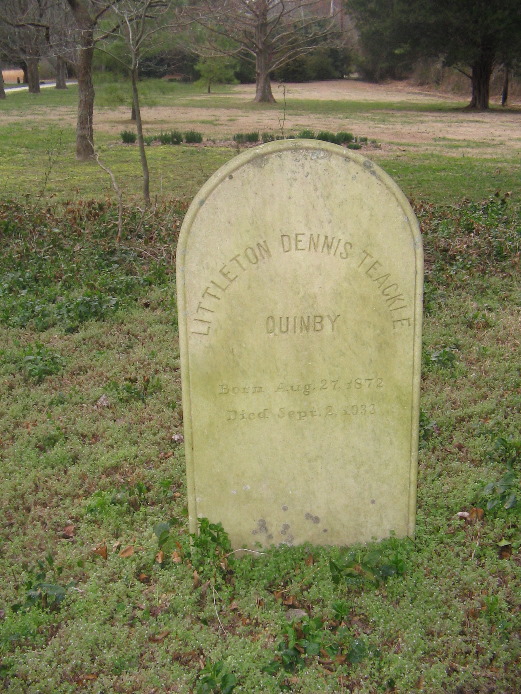 LITTLETON DENNIS TEACKLE
QUINBY
Born Aug. 27, 1872
Died Sept. 2, 1933